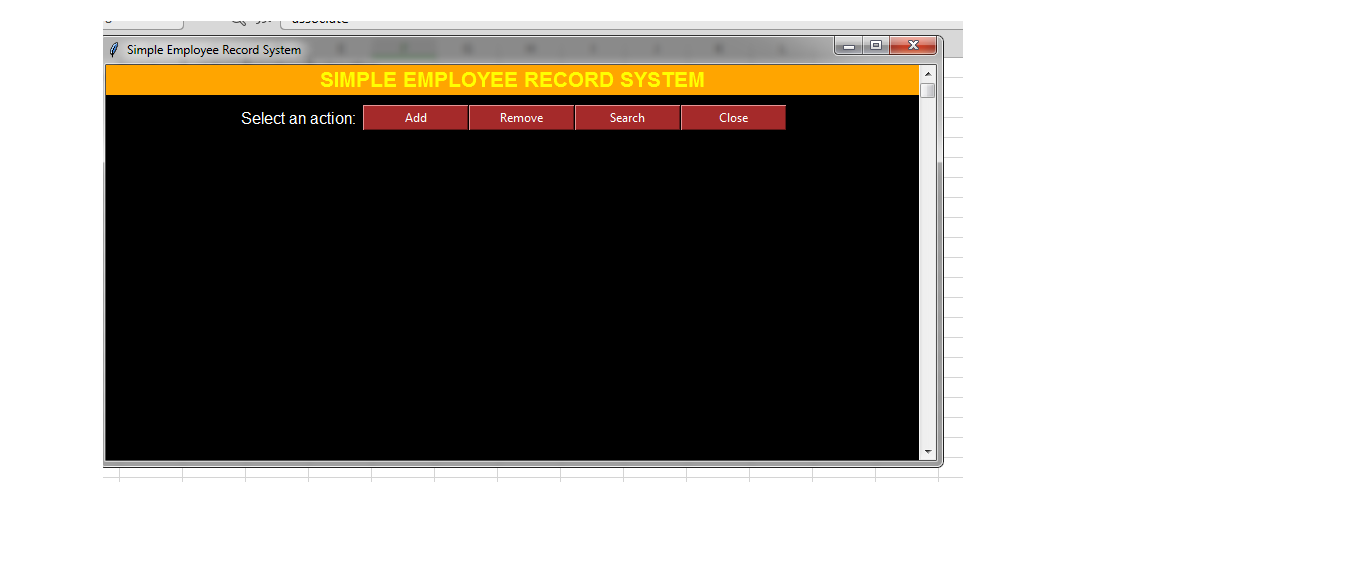 associate
Simple Employee Record System
SIMPLE EMPLOYEE RECORD SYSTEM
Select an action: Add Remove Search Close